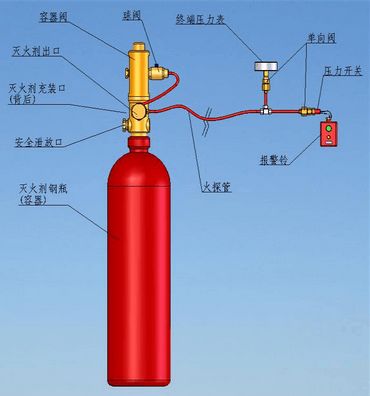 容器阀
球阀
终端压力表
单向阀
灭火剂出口
压力开关
灭火剂充装口
(背后)
安全泄放口
报警铃
火探管
灭火剂钢瓶
(容器)